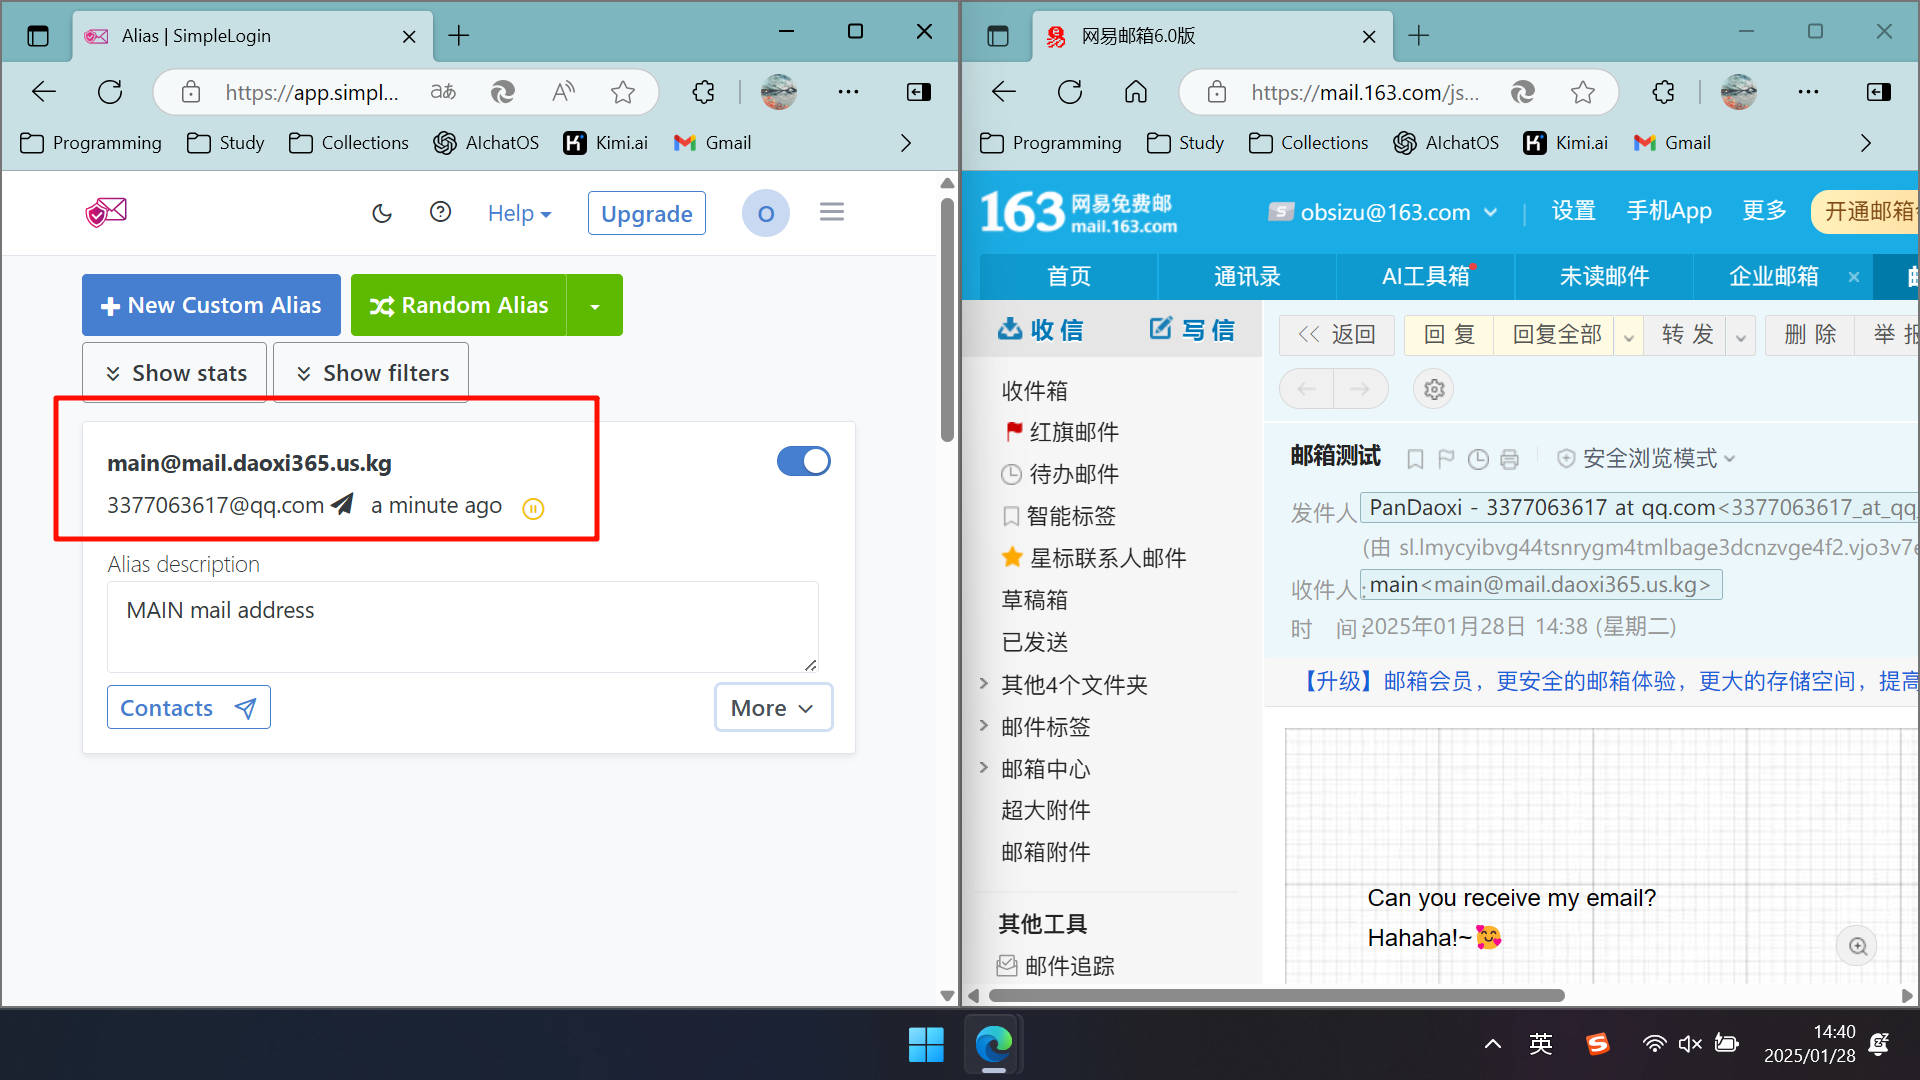 Alias | SimpleLogin
https://app.simpl...
Programming
Study
Collections
AIchatOS
Kimi.ai
Gmail
Help
Upgrade
O
New Custom Alias
Random Alias
Show stats
Show filters
main@mail.daoxi365.us.kg
3377063617@qq.com a minute ago
Alias description
MAIN mail address
Contacts
More
网易邮箱6.0版
https://mail.163.com/js...
Programming
Study
Collections
AIchatOS
Kimi.ai
Gmail
163 网易免费邮
mail.163.com
obsizu@163.com
设置
手机App
更多
开通邮箱
首页
通讯录
AI工具箱
未读邮件
企业邮箱
收信
写信
返回
回复
回复全部
转发
删除
举报
收件箱
红旗邮件
待办邮件
智能标签
星标联系人邮件
草稿箱
已发送
其他4个文件夹
邮件标签
邮箱中心
超大附件
邮箱附件
其他工具
邮件追踪
邮箱测试
安全浏览模式
发件人 PanDaoxi - 3377063617 at qq.com<3377063617_at_qq
(由 sl.lmycyibvg44tsnrygm4tmlbage3dcnzvge4f2.vjo3v7e
收件人: main<main@mail.daoxi365.us.kg>
时 间: 2025年01月28日 14:38 (星期二)
【升级】邮箱会员，更安全的邮箱体验，更大的存储空间，提高
Can you receive my email?
Hahaha!~🥰
英
14:40
2025/01/28